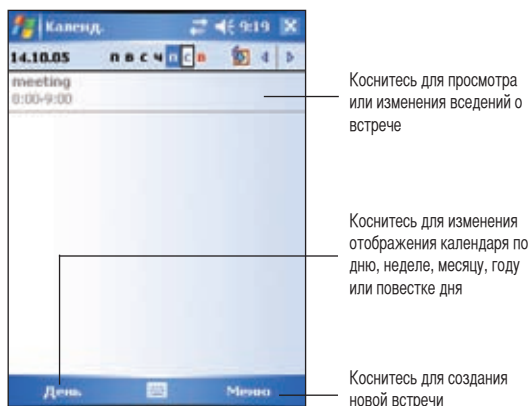 Календ. 9:19
14.10.05 п в с ч п с в
meeting
8:00-9:00
Коснитесь для просмотра
или изменения вседений о
встрече
Коснитесь для изменения
отображения календаря по
дню, неделе, месяцу, году
или повестке дня
День Меню
Коснитесь для создания
новой встречи